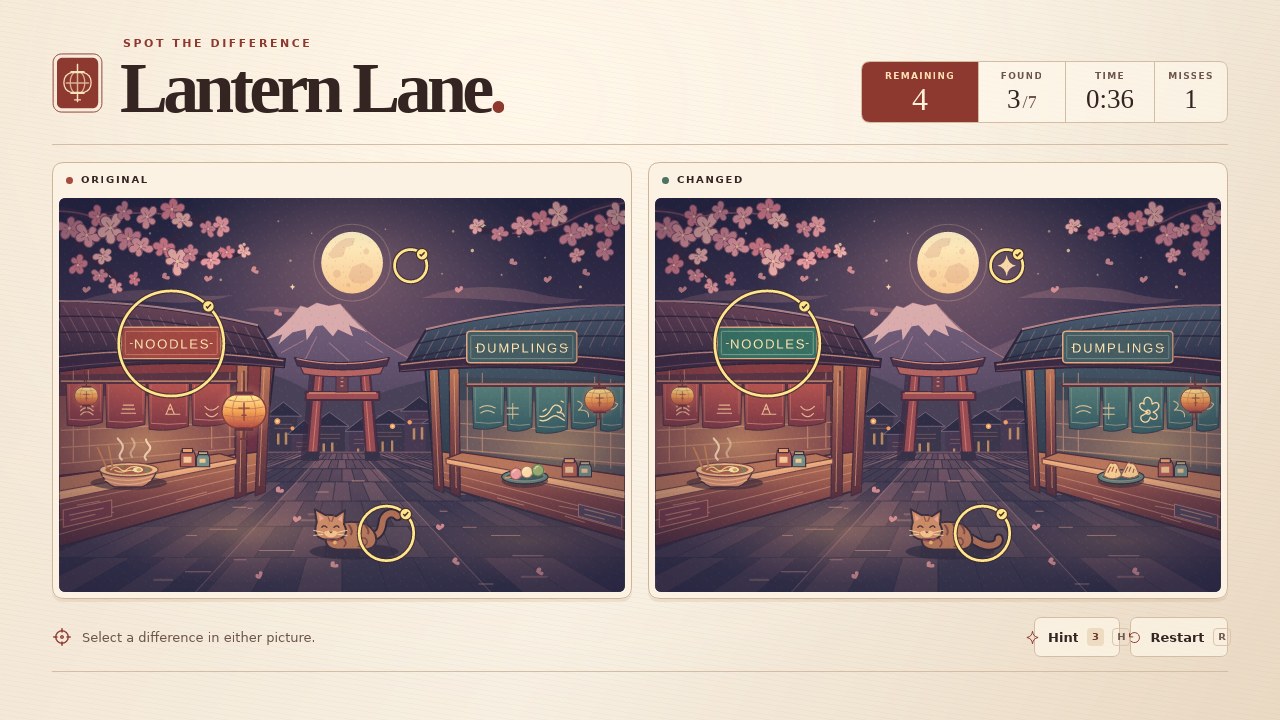 SPOT THE DIFFERENCE
Lantern Lane.
REMAINING
4
FOUND
3/7
TIME
0:36
MISSES
1
ORIGINAL
CHANGED
-NOODLES-
DUMPLINGS
-NOODLES-
DUMPLINGS
Select a difference in either picture.
Hint 3 H
Restart R